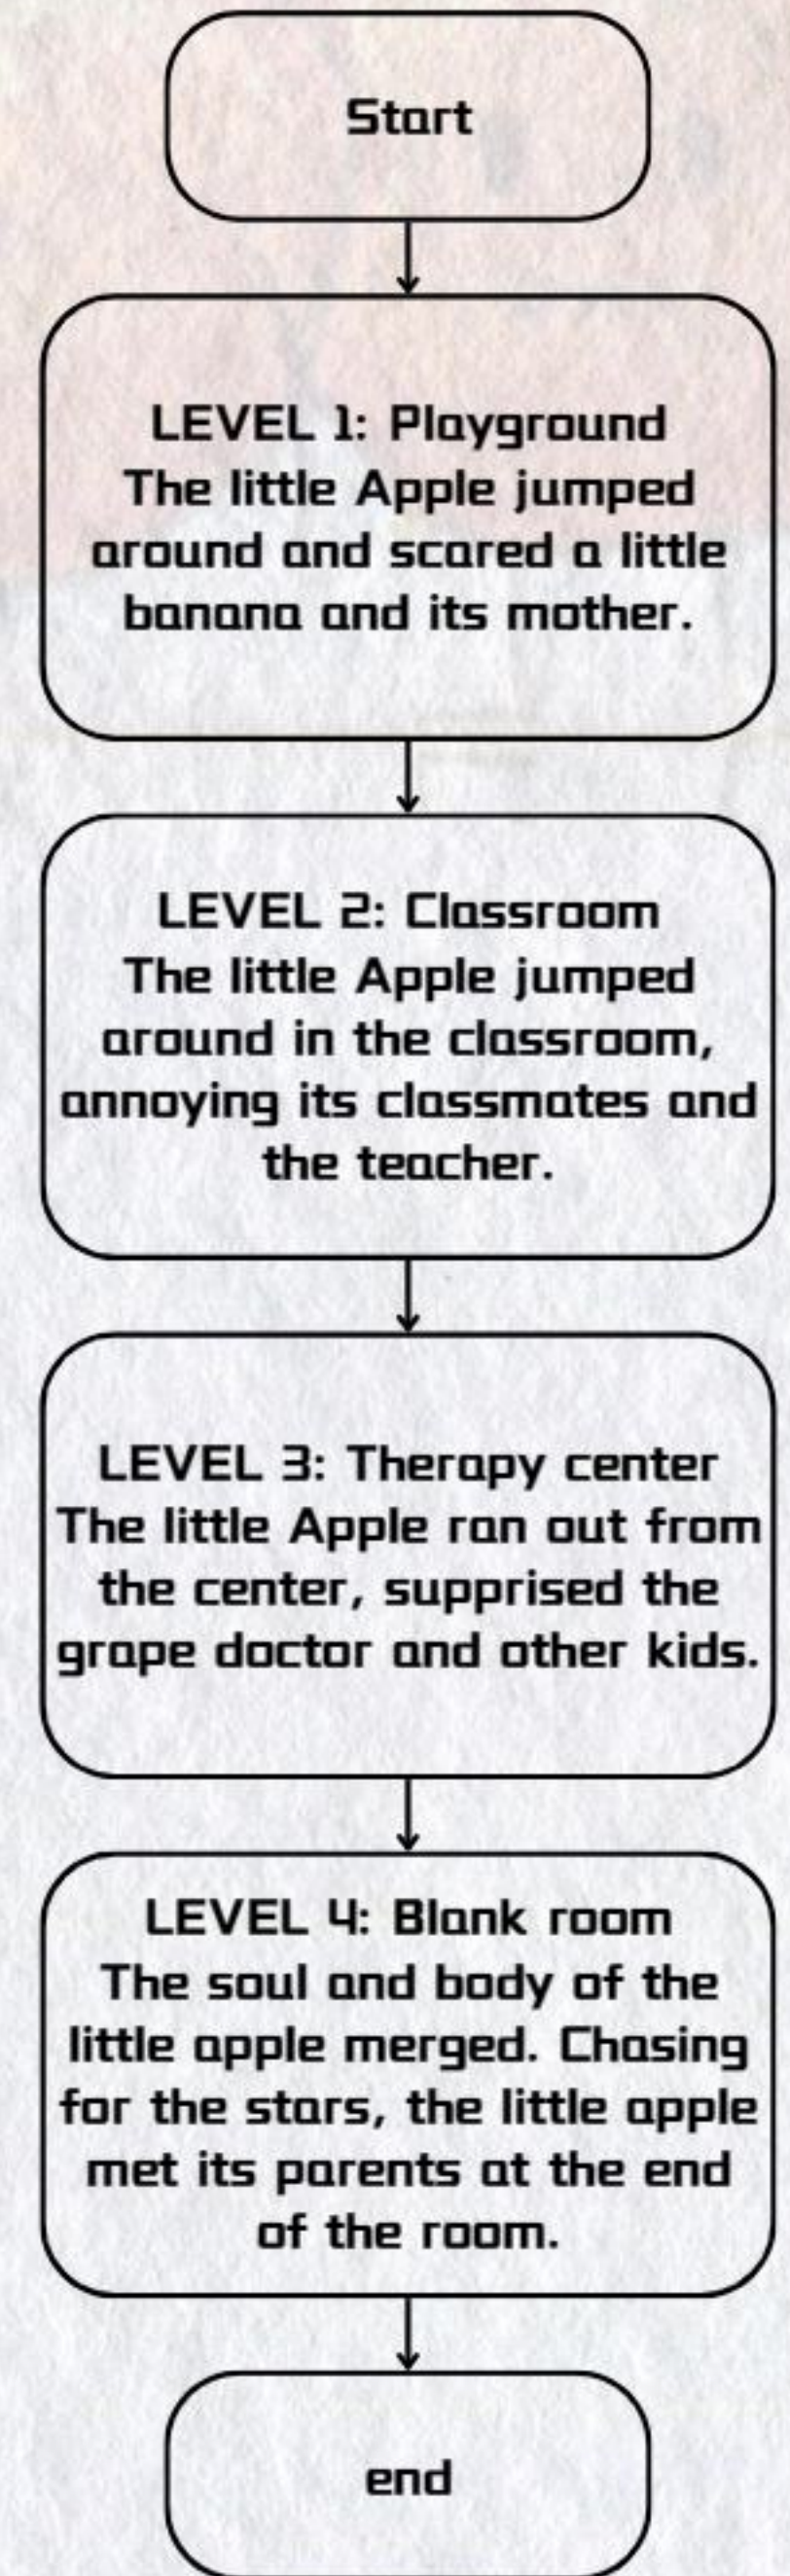 Start
LEVEL 1: Playground
The little Apple jumped
around and scared a little
banana and its mother.
LEVEL 2: Classroom
The little Apple jumped
around in the classroom,
annoying its classmates and
the teacher.
LEVEL 3: Therapy center
The little Apple ran out from
the center, supprised the
grape doctor and other kids.
LEVEL 4: Blank room
The soul and body of the
little apple merged. Chasing
for the stars, the little apple
met its parents at the end
of the room.
end